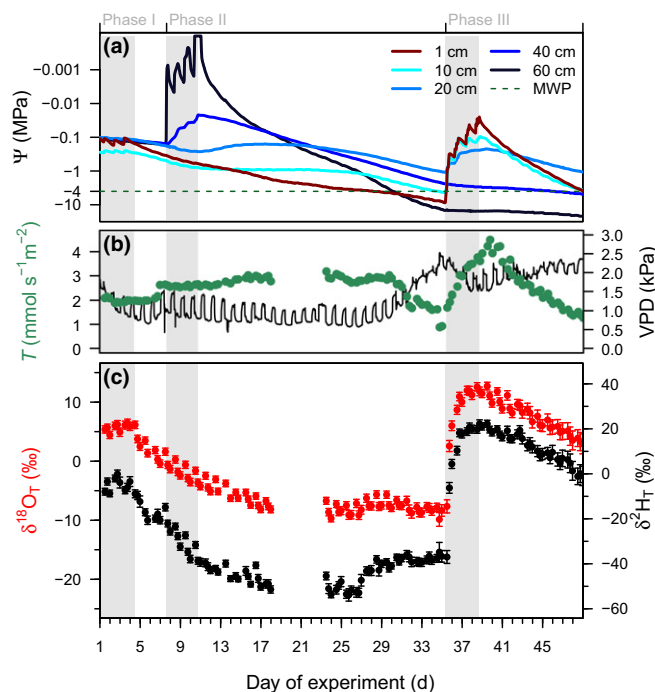 Phase I Phase II Phase III
(a)
1 cm 40 cm
10 cm 60 cm
20 cm MWP
Ψ (MPa)
−0.001
−0.01
−0.1
−1
−4
−10
(b)
T (mmol s⁻¹m⁻²)
4
3
2
1
0
VPD (kPa)
3.0
2.5
2.0
1.5
1.0
0.5
0.0
(c)
δ¹⁸O_T (‰)
10
5
0
−10
−20
δ²H_T (‰)
40
20
0
−20
−40
−60
1 5 9 13 17 21 25 29 33 37 41 45
Day of experiment (d)